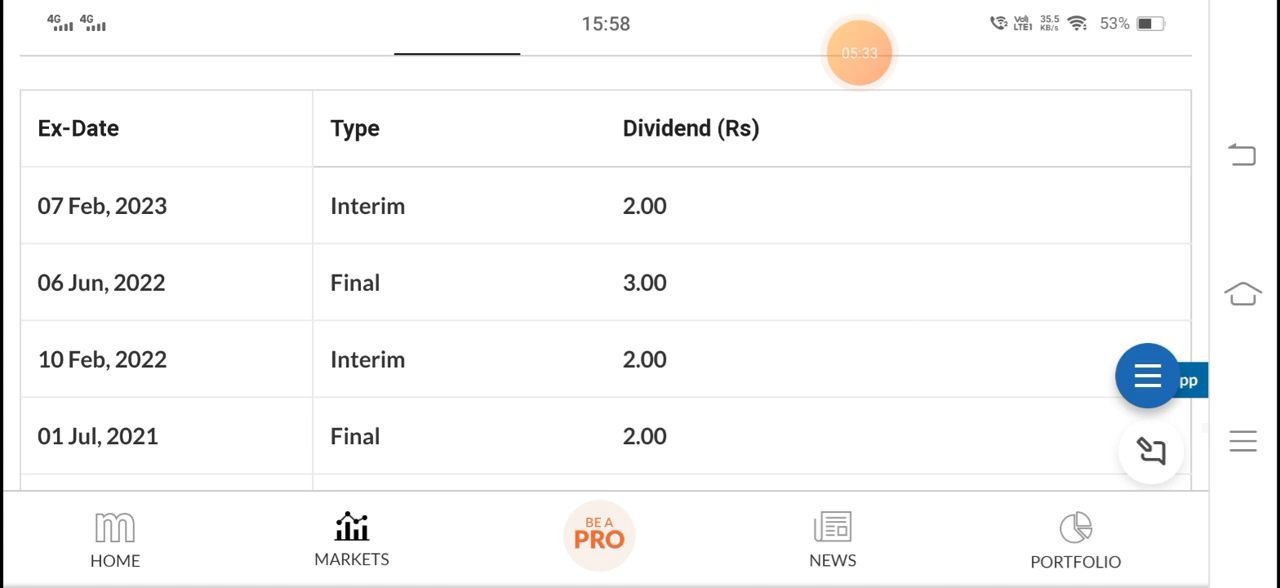 4G 4G 15:58 Vo) LTE1 35.5 KB/s 53%
05:33
Ex-Date Type Dividend (Rs)
07 Feb, 2023 Interim 2.00
06 Jun, 2022 Final 3.00
10 Feb, 2022 Interim 2.00
pp
01 Jul, 2021 Final 2.00
BE A
PRO
m
HOME MARKETS NEWS PORTFOLIO